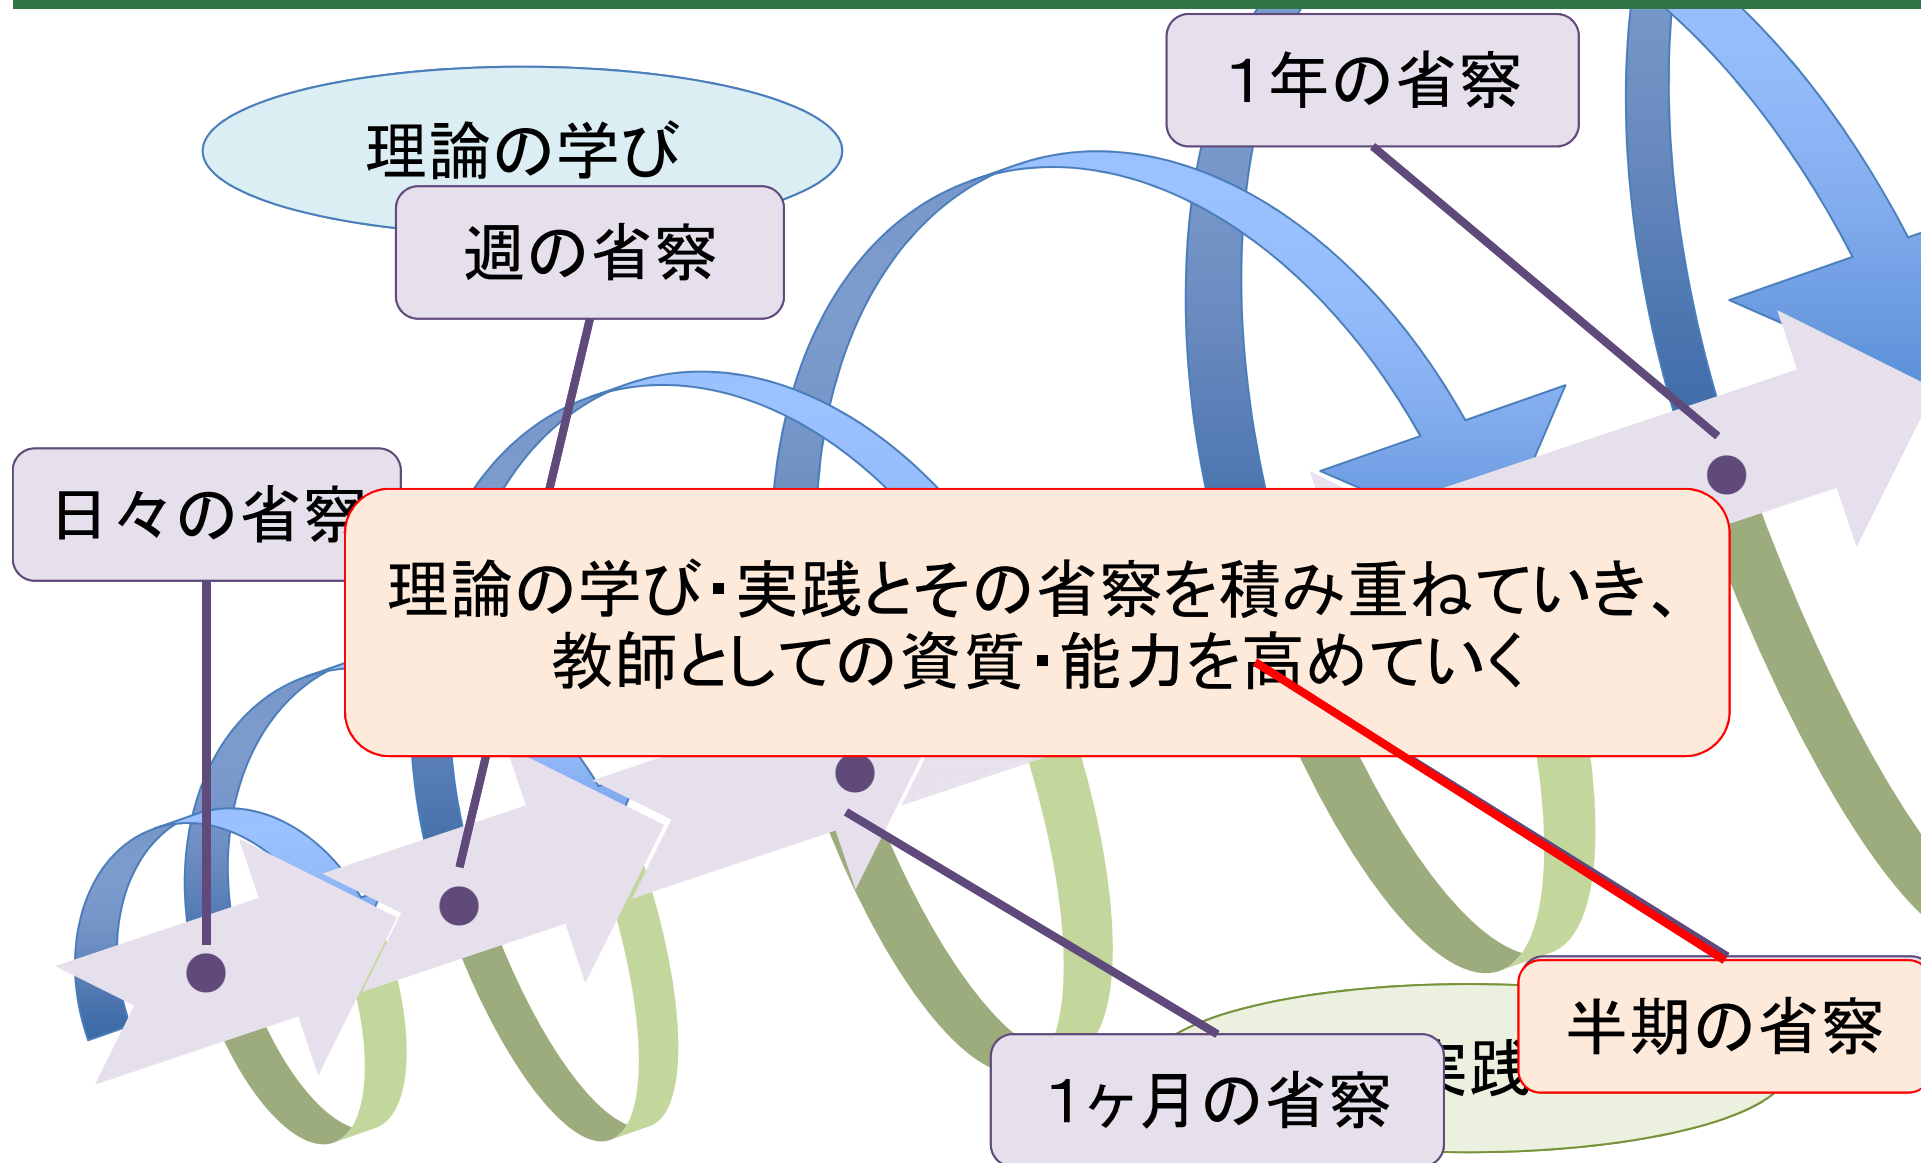 1年の省察
理論の学び
週の省察
日々の省察
理論の学び・実践とその省察を積み重ねていき、
教師としての資質・能力を高めていく
半期の省察
実践
1ヶ月の省察